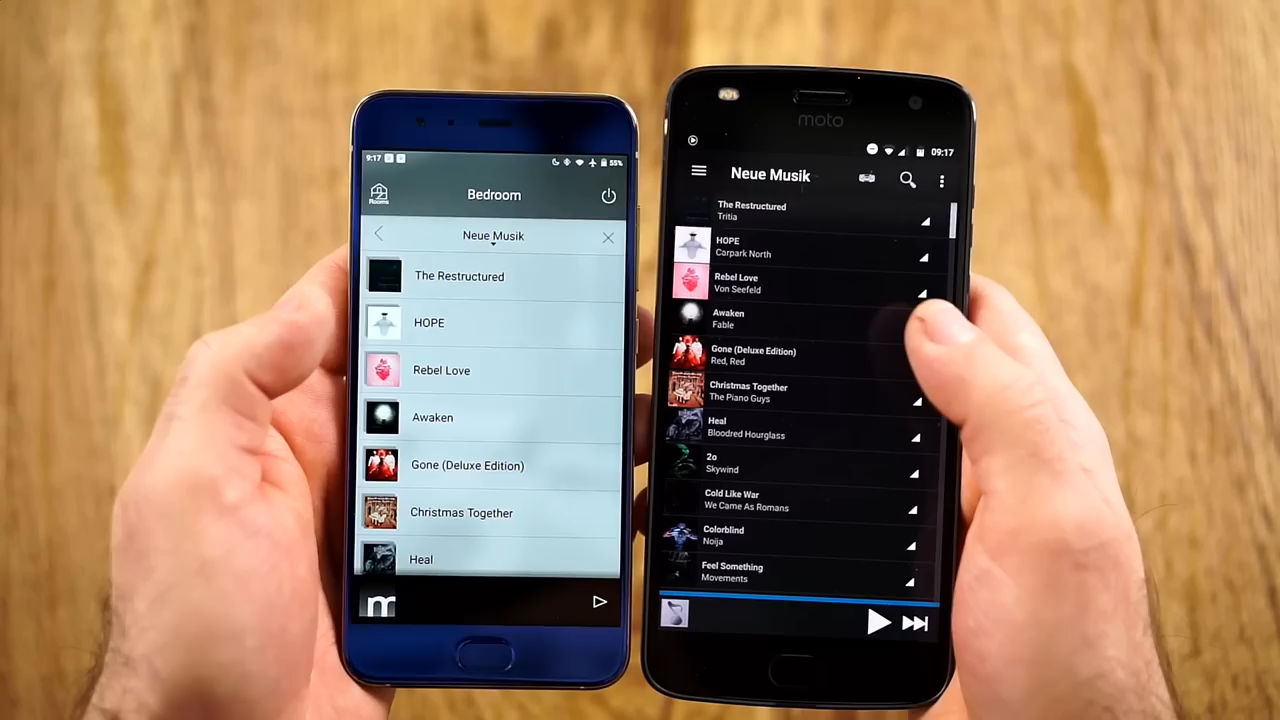 9:17
55%
Rooms
Bedroom
Neue Musik
The Restructured
HOPE
Rebel Love
Awaken
Gone (Deluxe Edition)
Christmas Together
Heal
m
moto
09:17
Neue Musik
The Restructured
Tritia
HOPE
Carpark North
Rebel Love
Von Seefeld
Awaken
Fable
Gone (Deluxe Edition)
Red, Red
Christmas Together
The Piano Guys
Heal
Bloodred Hourglass
2o
Skywind
Cold Like War
We Came As Romans
Colorblind
Noija
Feel Something
Movements